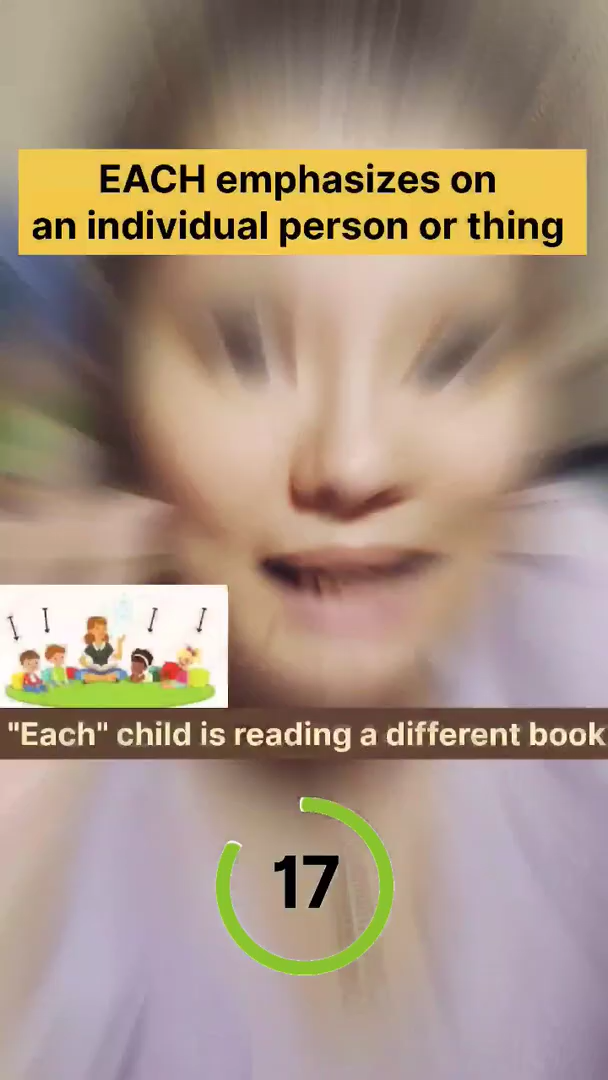 EACH emphasizes on
an individual person or thing
"Each" child is reading a different book
17